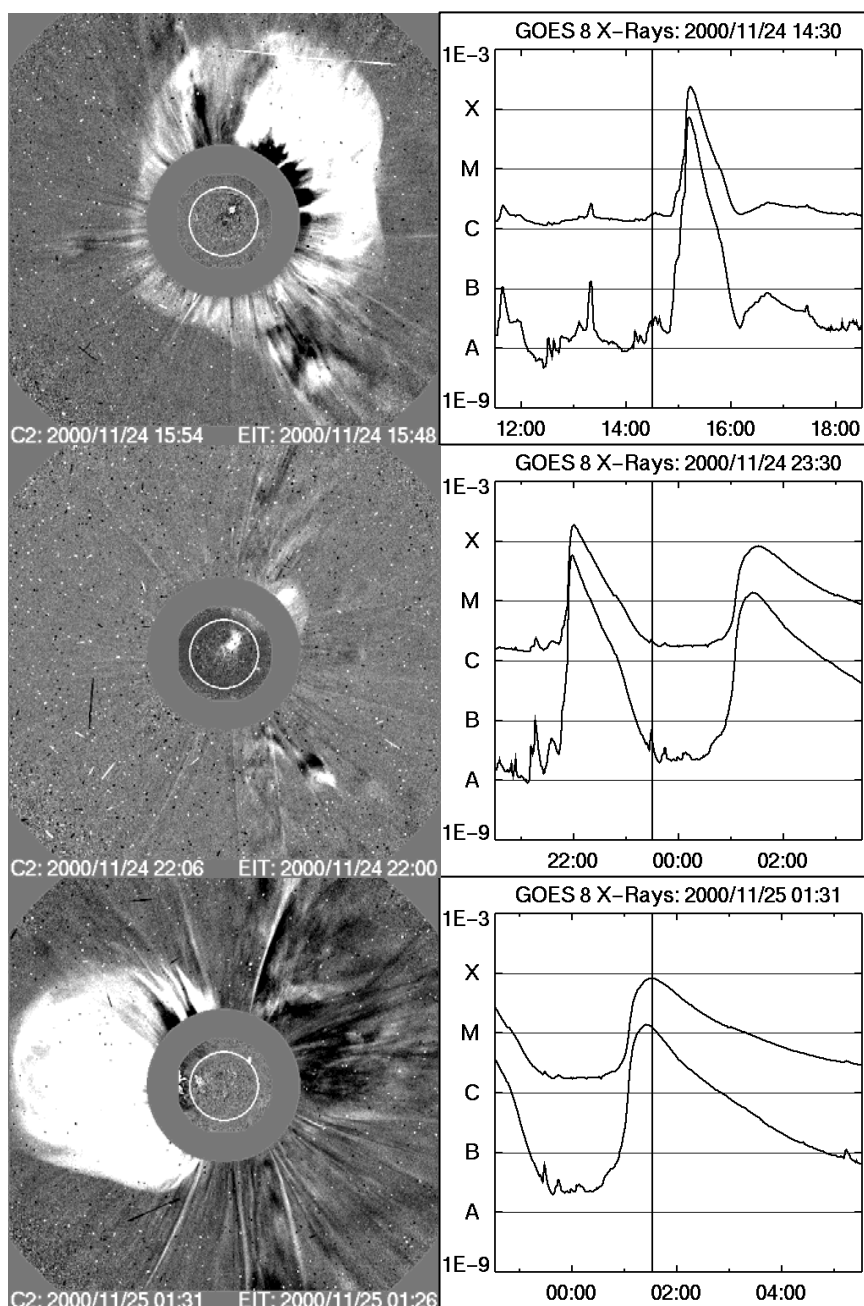 GOES 8 X-Rays: 2000/11/24 14:30
1E-3
X
M
C
B
A
1E-9
12:00 14:00 16:00 18:00
C2: 2000/11/24 15:54 EIT: 2000/11/24 15:48
GOES 8 X-Rays: 2000/11/24 23:30
1E-3
X
M
C
B
A
1E-9
22:00 00:00 02:00
C2: 2000/11/24 22:06 EIT: 2000/11/24 22:00
GOES 8 X-Rays: 2000/11/25 01:31
1E-3
X
M
C
B
A
1E-9
00:00 02:00 04:00
C2: 2000/11/25 01:31 EIT: 2000/11/25 01:26